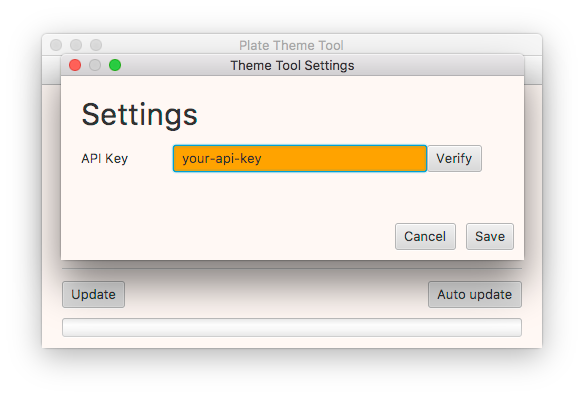 Plate Theme Tool
Theme Tool Settings
Settings
API Key your-api-key Verify
Cancel Save
Update Auto update